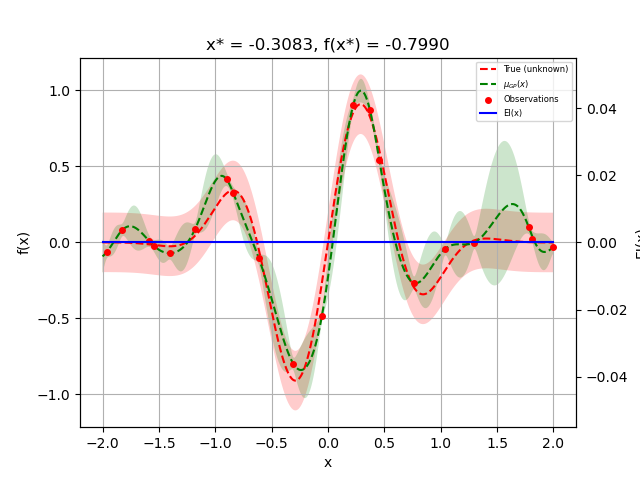 x* = -0.3083, f(x*) = -0.7990
True (unknown)
μGP(x)
Observations
EI(x)
1.0
0.5
0.0
−0.5
−1.0
f(x)
0.04
0.02
0.00
−0.02
−0.04
−2.0 −1.5 −1.0 −0.5 0.0 0.5 1.0 1.5 2.0
x